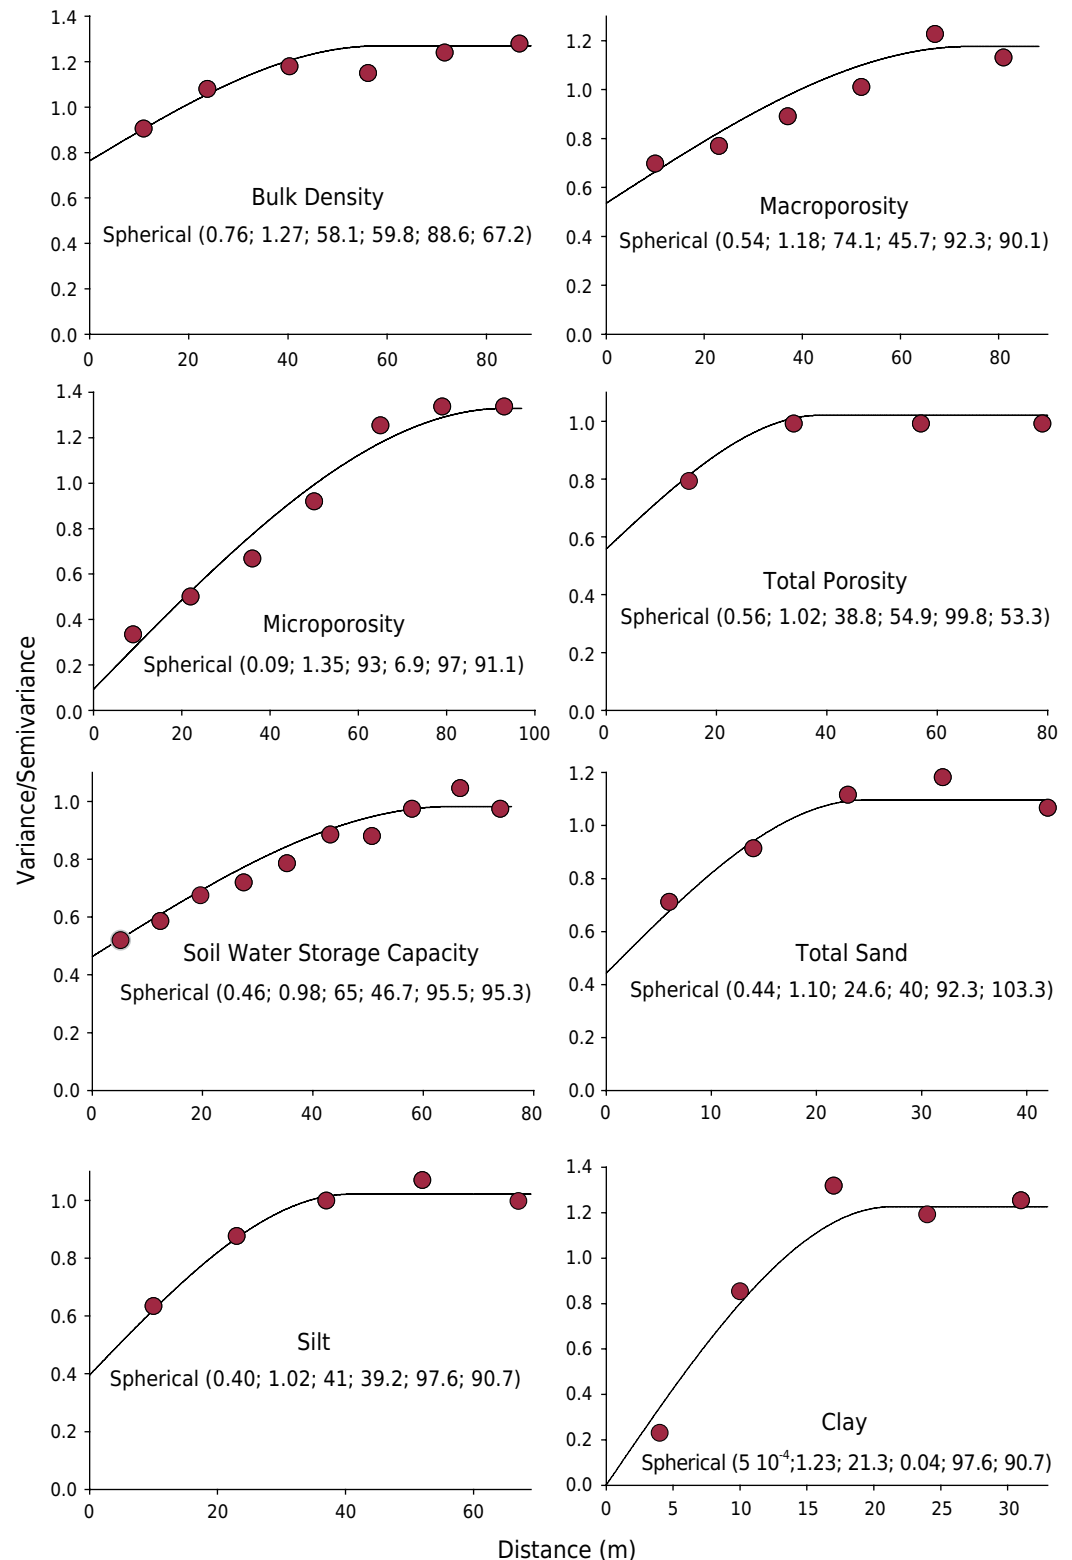 1.4
1.2
1.0
0.8
0.6
0.4
0.2
0.0
0 20 40 60 80
Bulk Density
Spherical (0.76; 1.27; 58.1; 59.8; 88.6; 67.2)
1.2
1.0
0.8
0.6
0.4
0.2
0.0
0 20 40 60 80
Macroporosity
Spherical (0.54; 1.18; 74.1; 45.7; 92.3; 90.1)
1.4
1.2
1.0
0.8
0.6
0.4
0.2
0.0
0 20 40 60 80 100
Microporosity
Spherical (0.09; 1.35; 93; 6.9; 97; 91.1)
1.0
0.8
0.6
0.4
0.2
0.0
0 20 40 60 80
Total Porosity
Spherical (0.56; 1.02; 38.8; 54.9; 99.8; 53.3)
Variance/Semivariance
1.0
0.8
0.6
0.4
0.2
0.0
0 20 40 60 80
Soil Water Storage Capacity
Spherical (0.46; 0.98; 65; 46.7; 95.5; 95.3)
1.2
1.0
0.8
0.6
0.4
0.2
0.0
0 10 20 30 40
Total Sand
Spherical (0.44; 1.10; 24.6; 40; 92.3; 103.3)
1.0
0.8
0.6
0.4
0.2
0.0
0 20 40 60
Silt
Spherical (0.40; 1.02; 41; 39.2; 97.6; 90.7)
1.4
1.2
1.0
0.8
0.6
0.4
0.2
0.0
0 5 10 15 20 25 30
Clay
Spherical (5 10⁻⁴;1.23; 21.3; 0.04; 97.6; 90.7)
Distance (m)